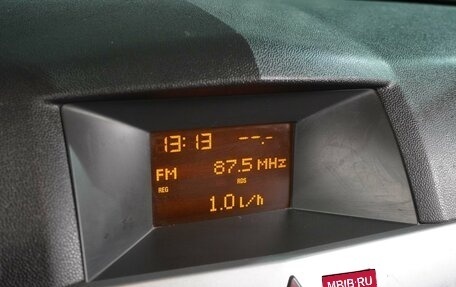 13:13 --.-
FM 87.5 MHz
REG RDS
1.0 l/h
MBIB.RU